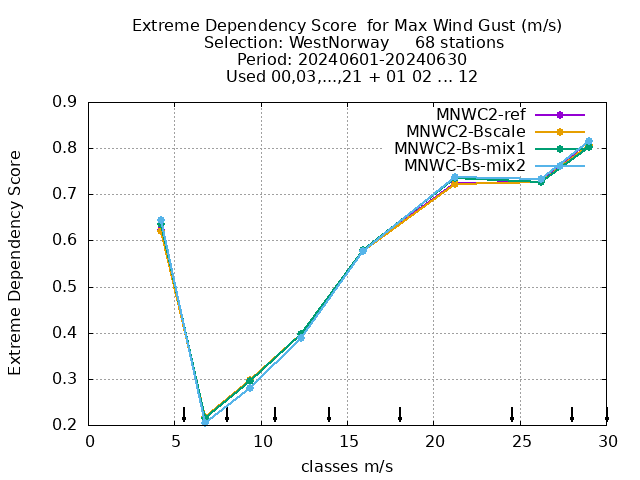 Extreme Dependency Score  for Max Wind Gust (m/s)
Selection: WestNorway     68 stations
Period: 20240601-20240630
Used 00,03,...,21 + 01 02 ... 12
MNWC2-ref
MNWC2-Bscale
MNWC2-Bs-mix1
MNWC-Bs-mix2
Extreme Dependency Score
0.9
0.8
0.7
0.6
0.5
0.4
0.3
0.2
0 5 10 15 20 25 30
classes m/s